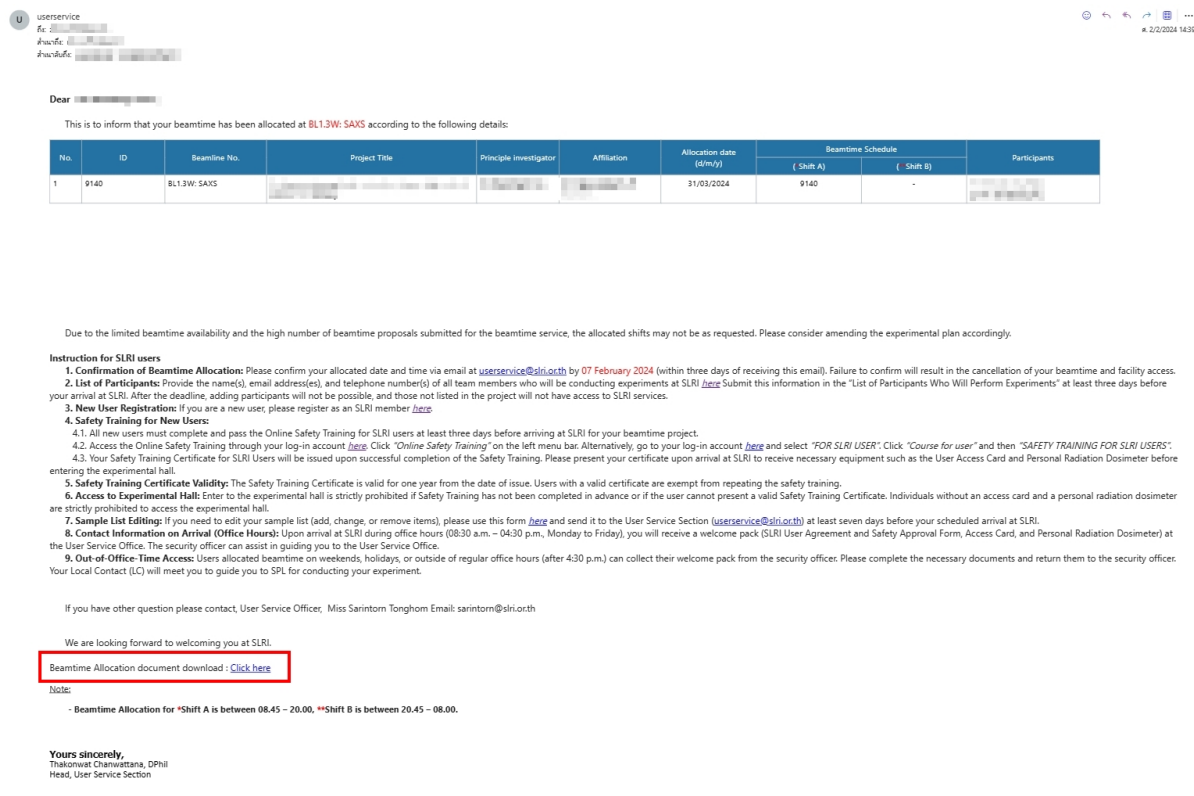 U
userservice
ถึง:
สำเนาถึง:
สำเนาลับถึง:
ศ. 2/2/2024 14:39
Dear
This is to inform that your beamtime has been allocated at BL1.3W: SAXS according to the following details:
No. ID Beamline No. Project Title Principle investigator Affiliation Allocation date (d/m/y) Beamtime Schedule Participants
( Shift A) ( Shift B)
1 9140 BL1.3W: SAXS 31/03/2024 9140 -
Due to the limited beamtime availability and the high number of beamtime proposals submitted for the beamtime service, the allocated shifts may not be as requested. Please consider amending the experimental plan accordingly.
Instruction for SLRI users
1. Confirmation of Beamtime Allocation: Please confirm your allocated date and time via email at userservice@slri.or.th by 07 February 2024 (within three days of receiving this email). Failure to confirm will result in the cancellation of your beamtime and facility access.
2. List of Participants: Provide the name(s), email address(es), and telephone number(s) of all team members who will be conducting experiments at SLRI here Submit this information in the "List of Participants Who Will Perform Experiments" at least three days before
your arrival at SLRI. After the deadline, adding participants will not be possible, and those not listed in the project will not have access to SLRI services.
3. New User Registration: If you are a new user, please register as an SLRI member here.
4. Safety Training for New Users:
4.1. All new users must complete and pass the Online Safety Training for SLRI users at least three days before arriving at SLRI for your beamtime project.
4.2. Access the Online Safety Training through your log-in account here. Click "Online Safety Training" on the left menu bar. Alternatively, go to your log-in account here and select "FOR SLRI USER". Click "Course for user" and then "SAFETY TRAINING FOR SLRI USERS".
4.3. Your Safety Training Certificate for SLRI Users will be issued upon successful completion of the Safety Training. Please present your certificate upon arrival at SLRI to receive necessary equipment such as the User Access Card and Personal Radiation Dosimeter before
entering the experimental hall.
5. Safety Training Certificate Validity: The Safety Training Certificate is valid for one year from the date of issue. Users with a valid certificate are exempt from repeating the safety training.
6. Access to Experimental Hall: Enter to the experimental hall is strictly prohibited if Safety Training has not been completed in advance or if the user cannot present a valid Safety Training Certificate. Individuals without an access card and a personal radiation dosimeter
are strictly prohibited to access the experimental hall.
7. Sample List Editing: If you need to edit your sample list (add, change, or remove items), please use this form here and send it to the User Service Section (userservice@slri.or.th) at least seven days before your scheduled arrival at SLRI.
8. Contact Information on Arrival (Office Hours): Upon arrival at SLRI during office hours (08:30 a.m. – 04:30 p.m., Monday to Friday), you will receive a welcome pack (SLRI User Agreement and Safety Approval Form, Access Card, and Personal Radiation Dosimeter) at
the User Service Office. The security officer can assist in guiding you to the User Service Office.
9. Out-of-Office-Time Access: Users allocated beamtime on weekends, holidays, or outside of regular office hours (after 4:30 p.m.) can collect their welcome pack from the security officer. Please complete the necessary documents and return them to the security officer.
Your Local Contact (LC) will meet you to guide you to SPL for conducting your experiment.
If you have other question please contact, User Service Officer, Miss Sarintorn Tonghom Email: sarintorn@slri.or.th
We are looking forward to welcoming you at SLRI.
Beamtime Allocation document download : Click here
Note:
- Beamtime Allocation for *Shift A is between 08.45 – 20.00, **Shift B is between 20.45 – 08.00.
Yours sincerely,
Thakonwat Chanwattana, DPhil
Head, User Service Section